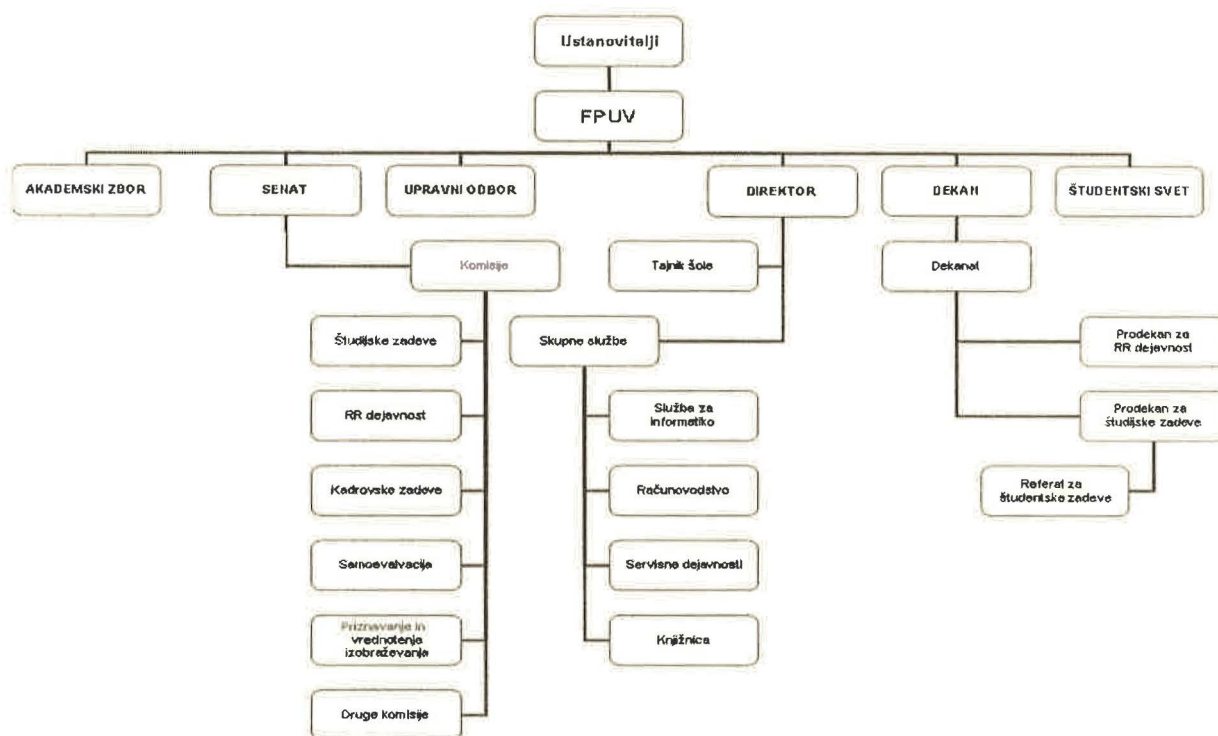 Ustanovitelji
FPUV
AKADEMSKI ZBOR
SENAT
UPRAVNI ODBOR
DIREKTOR
DEKAN
ŠTUDENTSKI SVET
Komisije
Tajnik šole
Dekanat
Študijske zadeve
Skupne službe
Prodekan za
RR dejavnost
RR dejavnost
Služba za
informatiko
Prodekan za
študijske zadeve
Kadrovske zadeve
Računovodstvo
Referat za
študentske zadeve
Samoevalvacija
Servisne dejavnosti
Priznavanje in
vrednotenje
izobraževanja
Knjižnica
Druge komisije